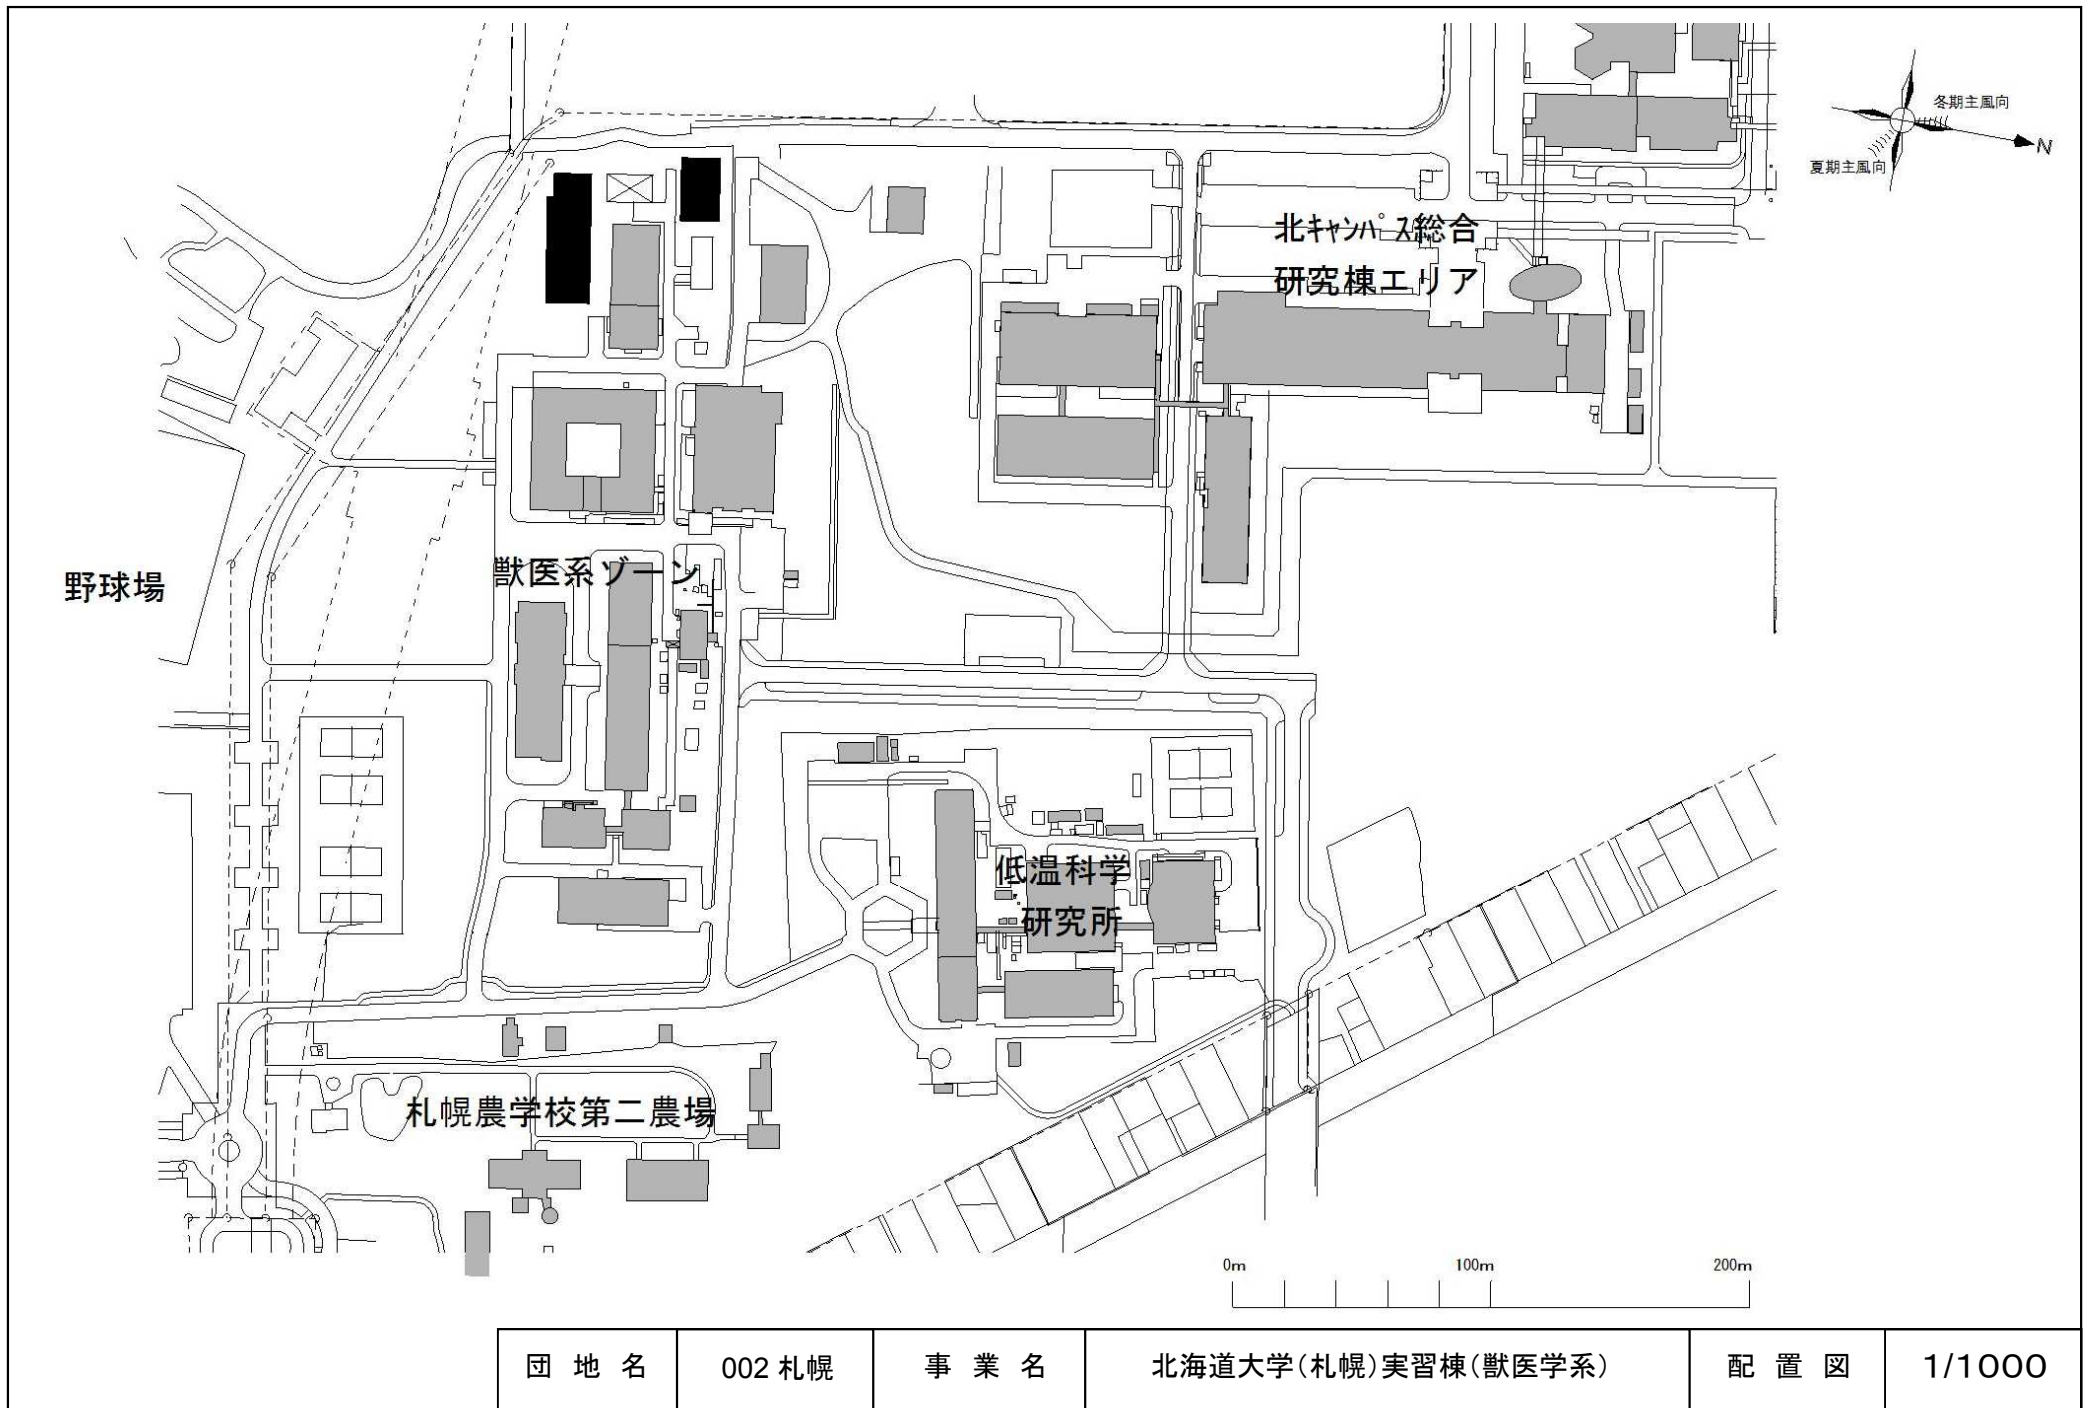 冬期主風向
N
夏期主風向
北キャンパス総合
研究棟エリア
獣医系ゾーン
野球場
低温科学
研究所
札幌農学校第二農場
0m 100m 200m
団地名 002 札幌 事業名 北海道大学(札幌)実習棟(獣医学系) 配置図 1/1000